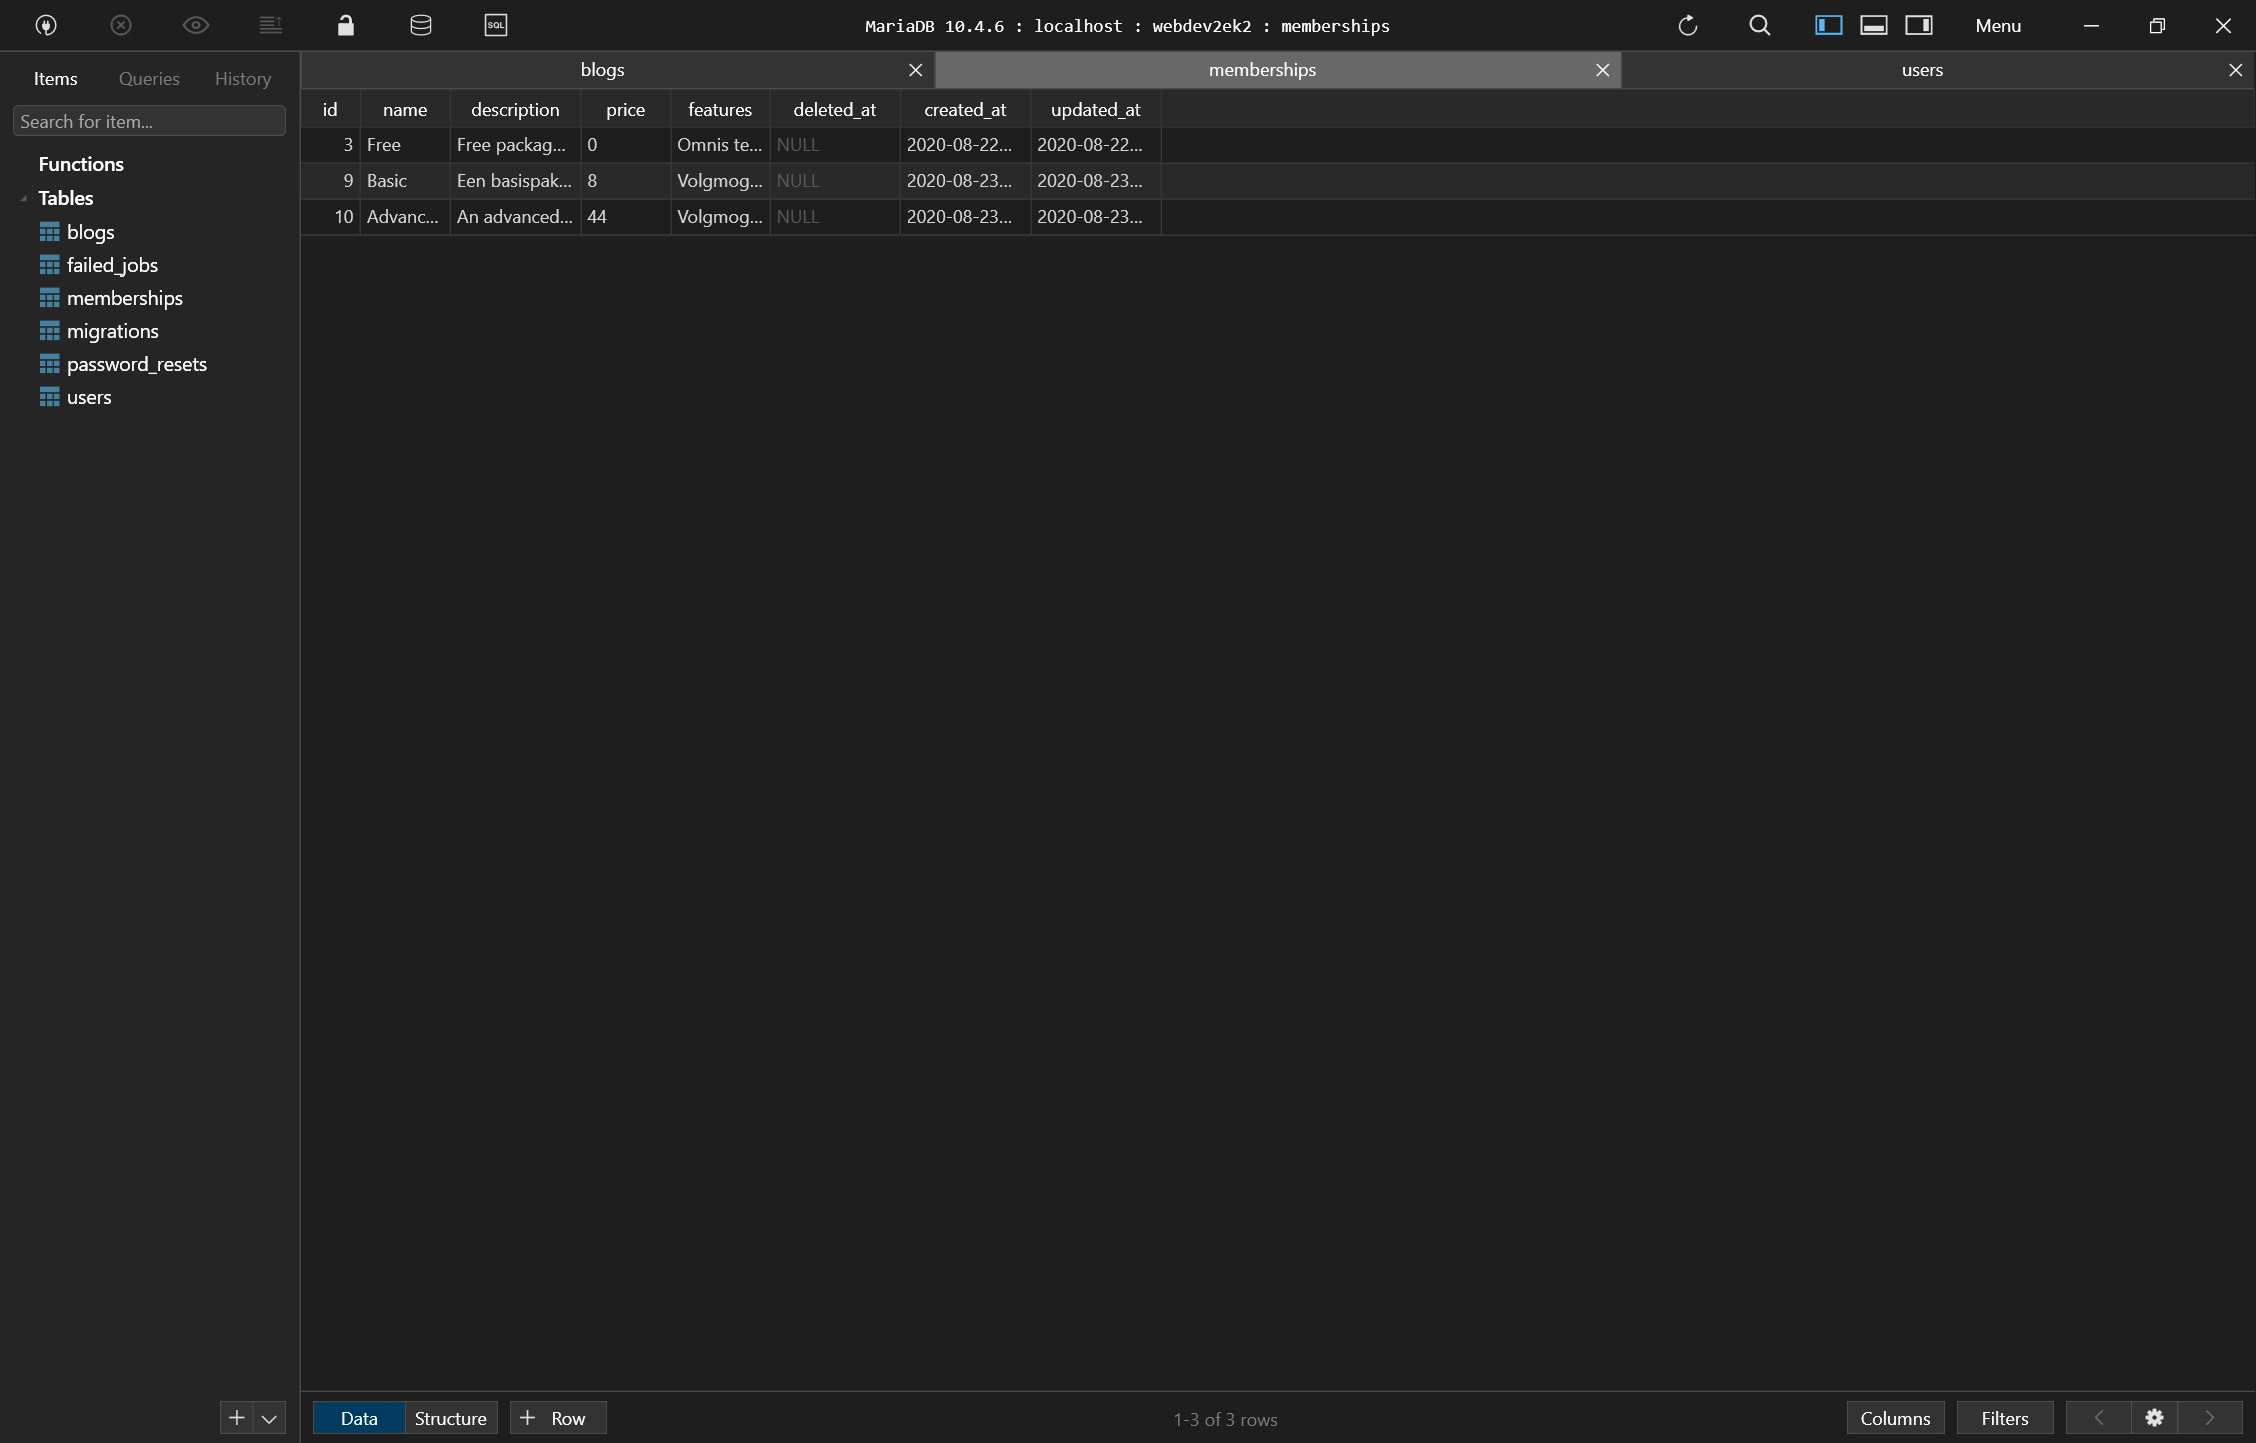 SQL
MariaDB 10.4.6 : localhost : webdev2ek2 : memberships
Menu
Items Queries History
Search for item...
Functions
Tables
blogs
failed_jobs
memberships
migrations
password_resets
users
blogs memberships users
id name description price features deleted_at created_at updated_at
3 Free Free packag... 0 Omnis te... NULL 2020-08-22... 2020-08-22...
9 Basic Een basispak... 8 Volgmog... NULL 2020-08-23... 2020-08-23...
10 Advanc... An advanced... 44 Volgmog... NULL 2020-08-23... 2020-08-23...
Data Structure + Row 1-3 of 3 rows Columns Filters